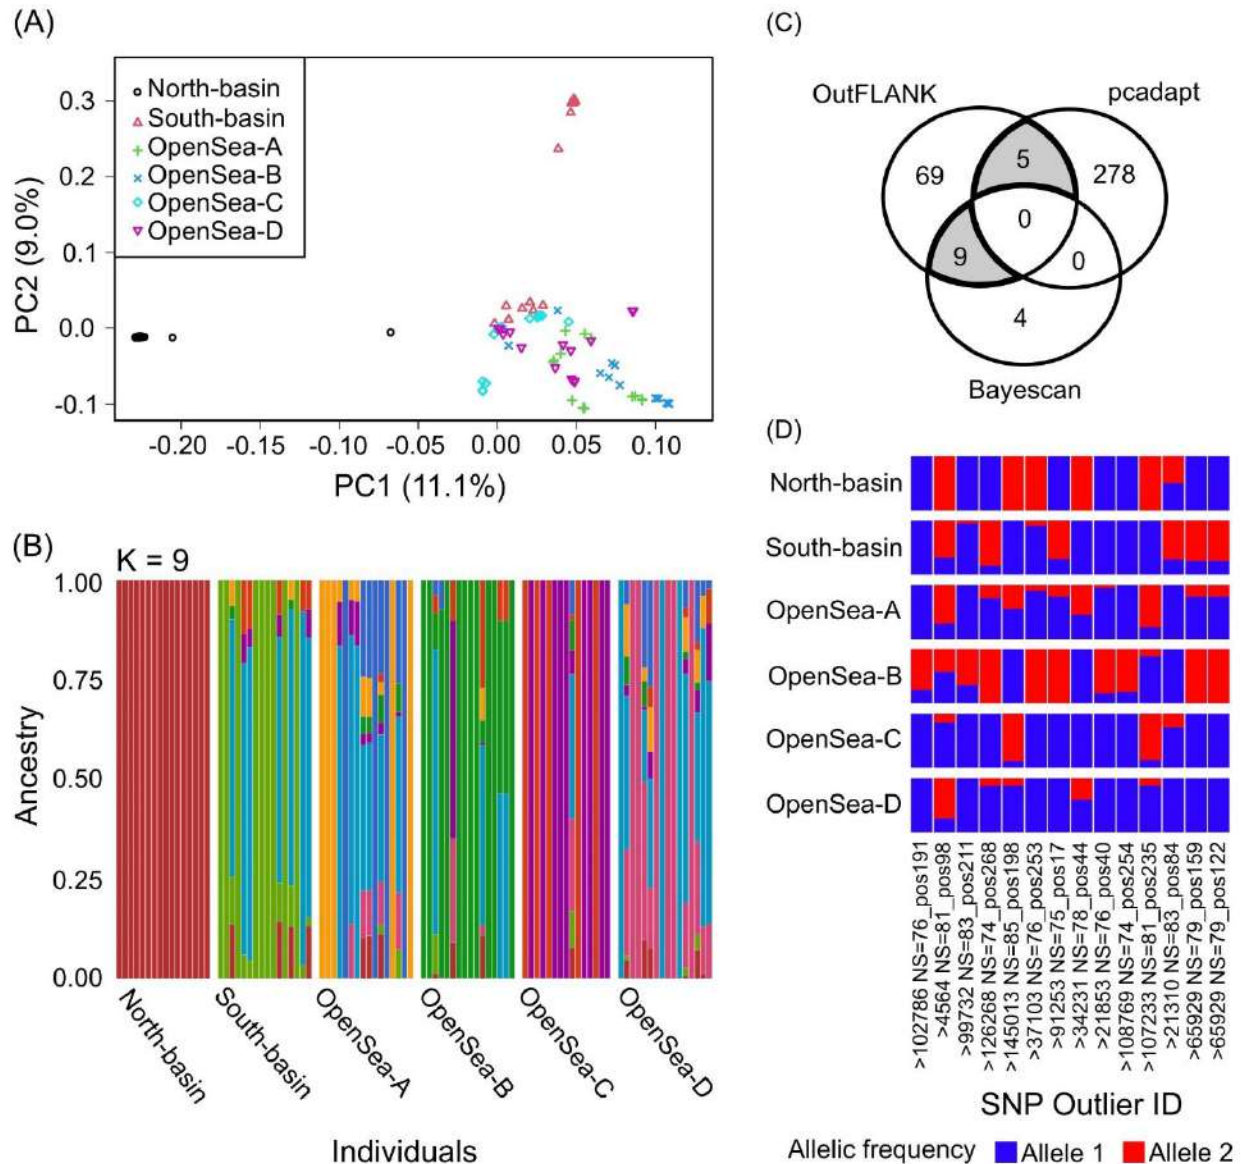 (A)
North-basin
South-basin
OpenSea-A
OpenSea-B
OpenSea-C
OpenSea-D
0.3
0.2
0.1
0.0
-0.1
PC2 (9.0%)
-0.20
-0.15
-0.10
-0.05
0.00
0.05
0.10
PC1 (11.1%)
(B)
K = 9
1.00
0.75
0.50
0.25
0.00
Ancestry
North-basin
South-basin
OpenSea-A
OpenSea-B
OpenSea-C
OpenSea-D
Individuals
(C)
OutFLANK
pcadapt
69
5
278
0
9
0
4
Bayescan
(D)
North-basin
South-basin
OpenSea-A
OpenSea-B
OpenSea-C
OpenSea-D
>102786 NS=76_pos191
>4564 NS=81_pos98
>99732 NS=83_pos211
>126268 NS=74_pos268
>145013 NS=85_pos198
>37103 NS=76_pos253
>91253 NS=75_pos17
>34231 NS=78_pos44
>21853 NS=76_pos40
>108769 NS=74_pos254
>107233 NS=81_pos235
>21310 NS=83_pos84
>65929 NS=79_pos159
>65929 NS=79_pos122
SNP Outlier ID
Allelic frequency
Allele 1
Allele 2